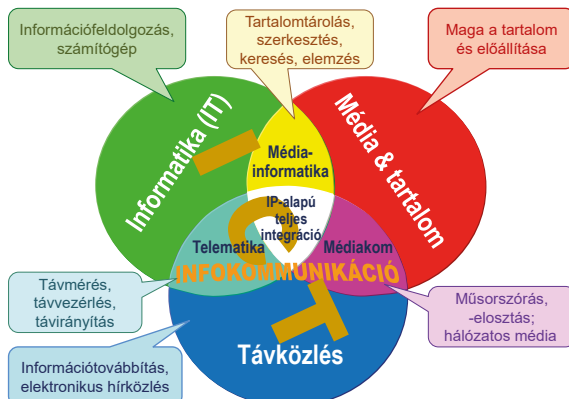 Információfeldolgozás,
számítógép
Tartalomtárolás,
szerkesztés,
keresés, elemzés
Maga a tartalom
és előállítása
Informatika (IT)
Média & tartalom
Média-
informatika
I
C
T
IP-alapú
teljes
integráció
Telematika
Médiakom
INFOKOMMUNIKÁCIÓ
Távmérés,
távvezérlés,
távirányítás
Műsorszórás,
-elosztás;
hálózatos média
Távközlés
Információtovábbítás,
elektronikus hírközlés